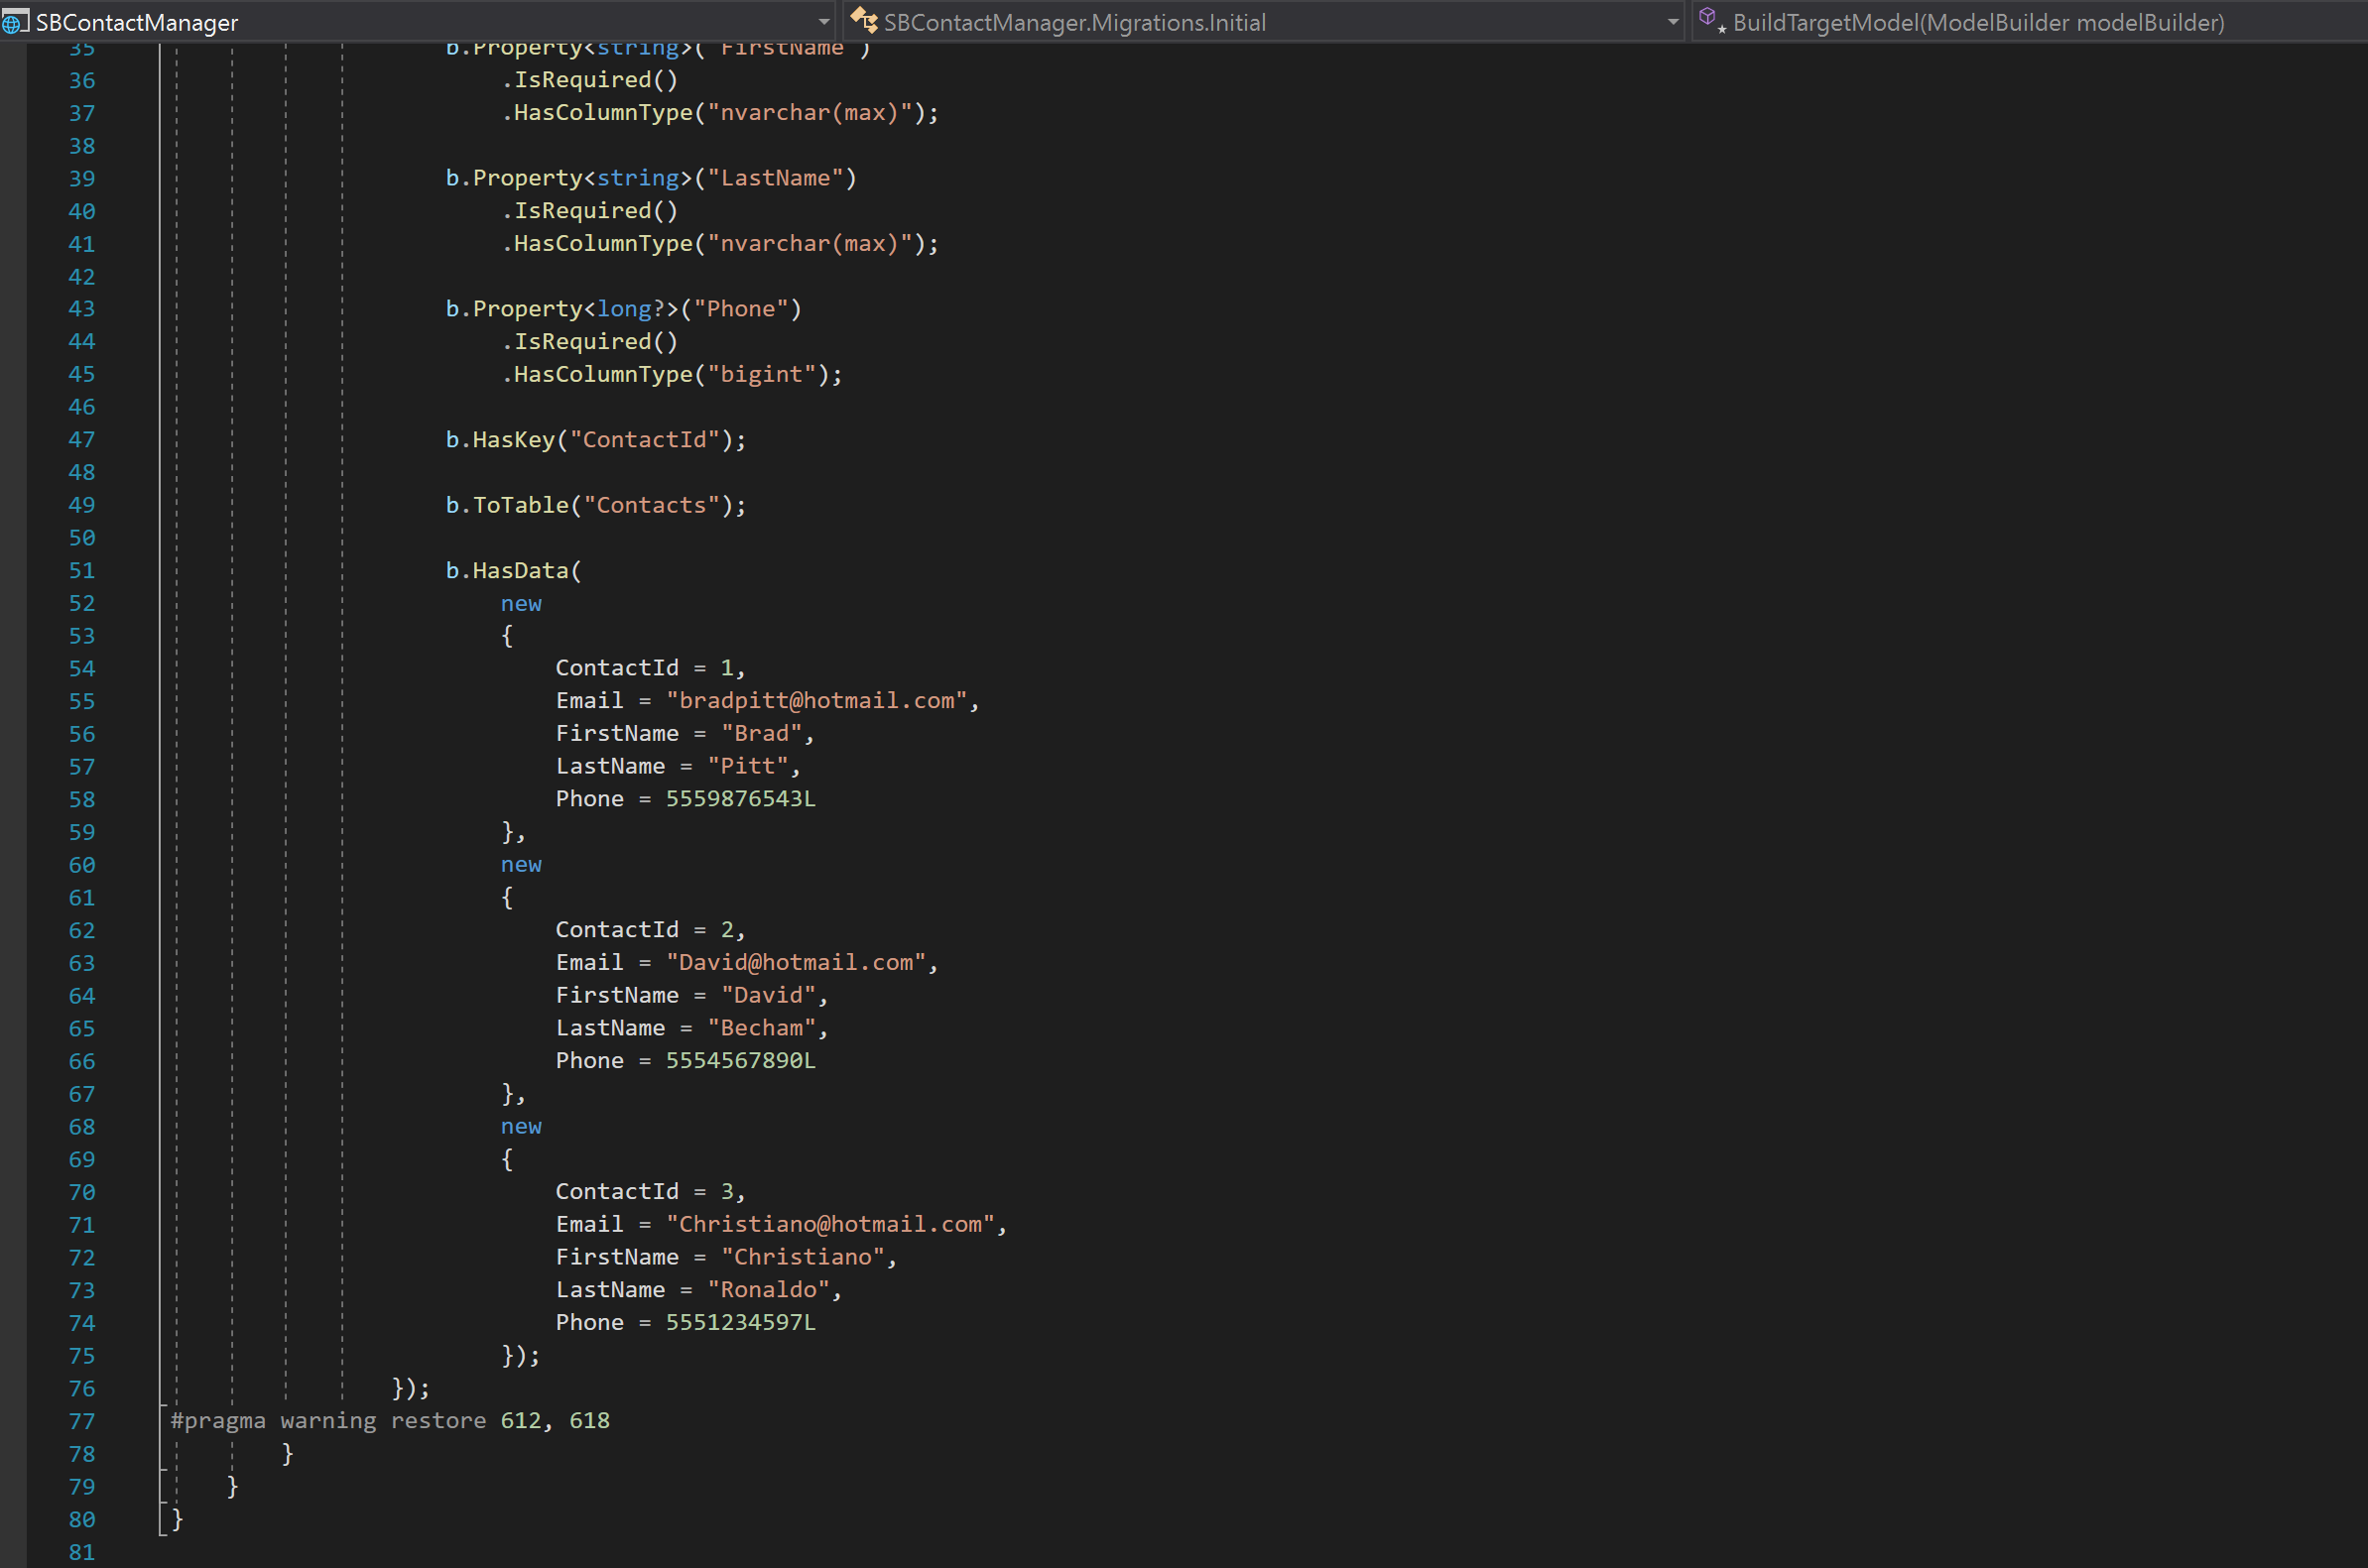 SBContactManager SBContactManager.Migrations.Initial BuildTargetModel(ModelBuilder modelBuilder)
35 b.Property<string>("FirstName")
36 .IsRequired()
37 .HasColumnType("nvarchar(max)");
38
39 b.Property<string>("LastName")
40 .IsRequired()
41 .HasColumnType("nvarchar(max)");
42
43 b.Property<long?>("Phone")
44 .IsRequired()
45 .HasColumnType("bigint");
46
47 b.HasKey("ContactId");
48
49 b.ToTable("Contacts");
50
51 b.HasData(
52 new
53 {
54 ContactId = 1,
55 Email = "bradpitt@hotmail.com",
56 FirstName = "Brad",
57 LastName = "Pitt",
58 Phone = 5559876543L
59 },
60 new
61 {
62 ContactId = 2,
63 Email = "David@hotmail.com",
64 FirstName = "David",
65 LastName = "Becham",
66 Phone = 5554567890L
67 },
68 new
69 {
70 ContactId = 3,
71 Email = "Christiano@hotmail.com",
72 FirstName = "Christiano",
73 LastName = "Ronaldo",
74 Phone = 5551234597L
75 });
76 });
77 #pragma warning restore 612, 618
78 }
79 }
80 }
81